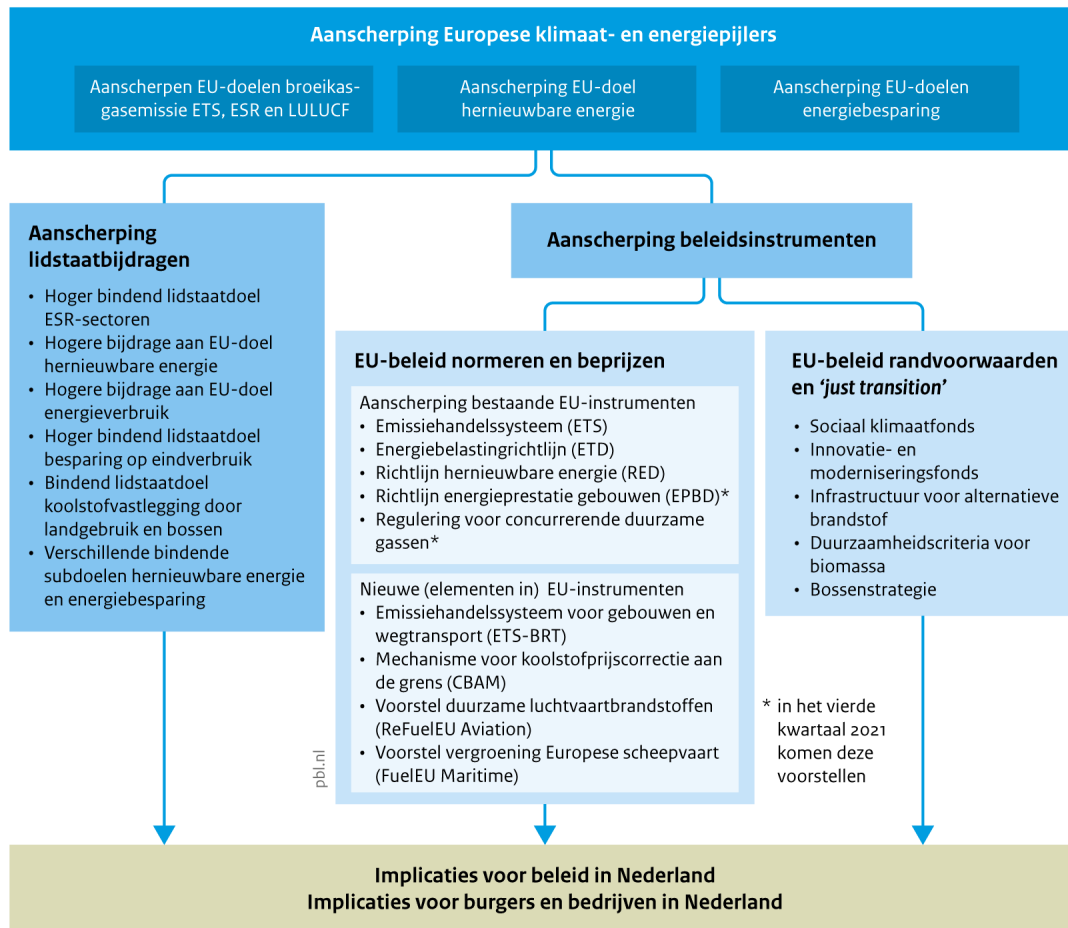 Aanscherping Europese klimaat- en energiepijlers
Aanscherpen EU-doelen broeikas-
gasemissie ETS, ESR en LULUCF
Aanscherping EU-doel
hernieuwbare energie
Aanscherping EU-doelen
energiebesparing
Aanscherping
lidstaatbijdragen
• Hoger bindend lidstaatdoel
ESR-sectoren
• Hogere bijdrage aan EU-doel
hernieuwbare energie
• Hogere bijdrage aan EU-doel
energieverbruik
• Hoger bindend lidstaatdoel
besparing op eindverbruik
• Bindend lidstaatdoel
koolstofvastlegging door
landgebruik en bossen
• Verschillende bindende
subdoelen hernieuwbare energie
en energiebesparing
Aanscherping beleidsinstrumenten
EU-beleid normeren en beprijzen
Aanscherping bestaande EU-instrumenten
• Emissiehandelssysteem (ETS)
• Energiebelastingrichtlijn (ETD)
• Richtlijn hernieuwbare energie (RED)
• Richtlijn energieprestatie gebouwen (EPBD)*
• Regulering voor concurrerende duurzame
gassen*
Nieuwe (elementen in) EU-instrumenten
• Emissiehandelssysteem voor gebouwen en
wegtransport (ETS-BRT)
• Mechanisme voor koolstofprijscorrectie aan
de grens (CBAM)
• Voorstel duurzame luchtvaartbrandstoffen
(ReFuelEU Aviation)
• Voorstel vergroening Europese scheepvaart
(FuelEU Maritime)
EU-beleid randvoorwaarden
en ‘just transition’
• Sociaal klimaatfonds
• Innovatie- en
moderniseringsfonds
• Infrastructuur voor alternatieve
brandstof
• Duurzaamheidscriteria voor
biomassa
• Bossenstrategie
* in het vierde
kwartaal 2021
komen deze
voorstellen
pbl.nl
Implicaties voor beleid in Nederland
Implicaties voor burgers en bedrijven in Nederland